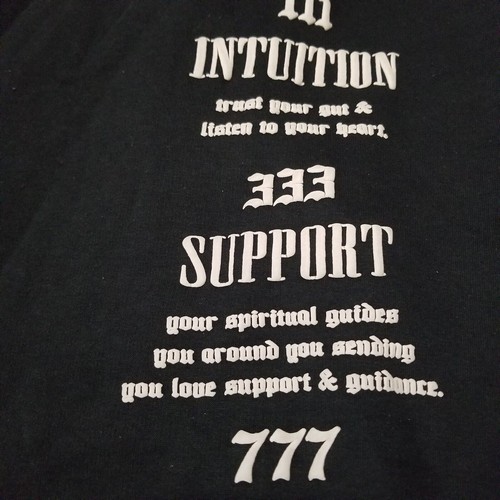 111
INTUITION
trust your gut &
listen to your heart.
333
SUPPORT
your spiritual guides
you around you sending
you love support & guidance.
777